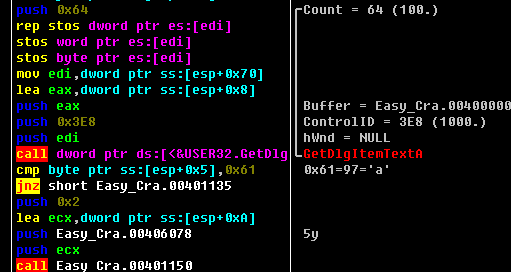 push 0x64 Count = 64 (100.)
rep stos dword ptr es:[edi]
stos word ptr es:[edi]
stos byte ptr es:[edi]
mov edi,dword ptr ss:[esp+0x70]
lea eax,dword ptr ss:[esp+0x8]
push eax Buffer = Easy_Cra.00400000
push 0x3E8 ControlID = 3E8 (1000.)
push edi hWnd = NULL
call dword ptr ds:[<&USER32.GetDlg GetDlgItemTextA
cmp byte ptr ss:[esp+0x5],0x61 0x61=97='a'
jnz short Easy_Cra.00401135
push 0x2
lea ecx,dword ptr ss:[esp+0xA]
push Easy_Cra.00406078 5y
push ecx
call Easy_Cra.00401150